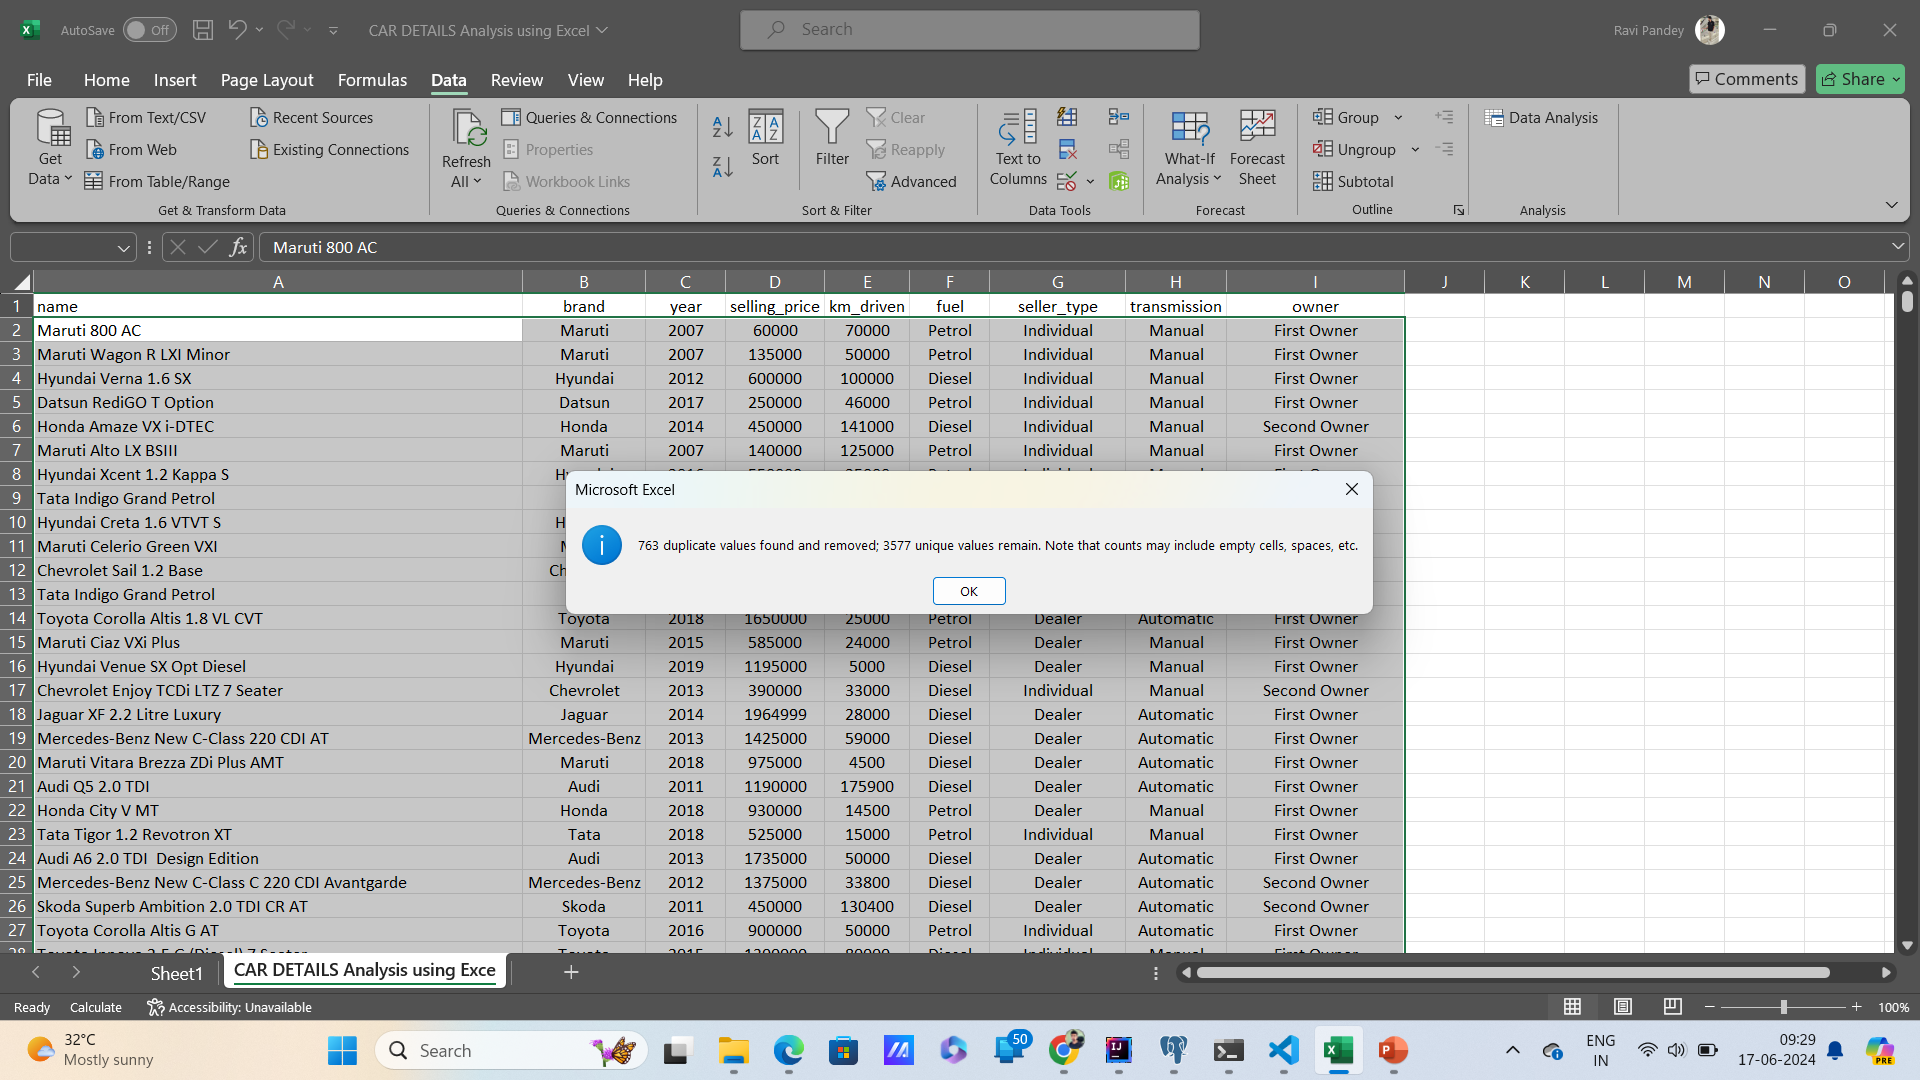 AutoSave Off CAR DETAILS Analysis using Excel Search Ravi Pandey
File Home Insert Page Layout Formulas Data Review View Help Comments Share
Get Data
From Text/CSV
From Web
From Table/Range
Recent Sources
Existing Connections
Get & Transform Data
Refresh All
Queries & Connections
Properties
Workbook Links
Queries & Connections
Sort
Filter
Clear
Reapply
Advanced
Sort & Filter
Text to Columns
Data Tools
What-If Analysis
Forecast Sheet
Forecast
Group
Ungroup
Subtotal
Outline
Data Analysis
Analysis
fx Maruti 800 AC
A B C D E F G H I J K L M N O
1 name brand year selling_price km_driven fuel seller_type transmission owner
2 Maruti 800 AC Maruti 2007 60000 70000 Petrol Individual Manual First Owner
3 Maruti Wagon R LXI Minor Maruti 2007 135000 50000 Petrol Individual Manual First Owner
4 Hyundai Verna 1.6 SX Hyundai 2012 600000 100000 Diesel Individual Manual First Owner
5 Datsun RediGO T Option Datsun 2017 250000 46000 Petrol Individual Manual First Owner
6 Honda Amaze VX i-DTEC Honda 2014 450000 141000 Diesel Individual Manual Second Owner
7 Maruti Alto LX BSIII Maruti 2007 140000 125000 Petrol Individual Manual First Owner
8 Hyundai Xcent 1.2 Kappa S
9 Tata Indigo Grand Petrol
10 Hyundai Creta 1.6 VTVT S
11 Maruti Celerio Green VXI
12 Chevrolet Sail 1.2 Base
13 Tata Indigo Grand Petrol
Microsoft Excel
763 duplicate values found and removed; 3577 unique values remain. Note that counts may include empty cells, spaces, etc.
OK
14 Toyota Corolla Altis 1.8 VL CVT Toyota 2018 1650000 25000 Petrol Dealer Automatic First Owner
15 Maruti Ciaz VXi Plus Maruti 2015 585000 24000 Petrol Dealer Manual First Owner
16 Hyundai Venue SX Opt Diesel Hyundai 2019 1195000 5000 Diesel Dealer Manual First Owner
17 Chevrolet Enjoy TCDi LTZ 7 Seater Chevrolet 2013 390000 33000 Diesel Individual Manual Second Owner
18 Jaguar XF 2.2 Litre Luxury Jaguar 2014 1964999 28000 Diesel Dealer Automatic First Owner
19 Mercedes-Benz New C-Class 220 CDI AT Mercedes-Benz 2013 1425000 59000 Diesel Dealer Automatic First Owner
20 Maruti Vitara Brezza ZDi Plus AMT Maruti 2018 975000 4500 Diesel Dealer Automatic First Owner
21 Audi Q5 2.0 TDI Audi 2011 1190000 175900 Diesel Dealer Automatic First Owner
22 Honda City V MT Honda 2018 930000 14500 Petrol Dealer Manual First Owner
23 Tata Tigor 1.2 Revotron XT Tata 2018 525000 15000 Petrol Individual Manual First Owner
24 Audi A6 2.0 TDI  Design Edition Audi 2013 1735000 50000 Diesel Dealer Automatic First Owner
25 Mercedes-Benz New C-Class C 220 CDI Avantgarde Mercedes-Benz 2012 1375000 33800 Diesel Dealer Automatic Second Owner
26 Skoda Superb Ambition 2.0 TDI CR AT Skoda 2011 450000 130400 Diesel Dealer Automatic Second Owner
27 Toyota Corolla Altis G AT Toyota 2016 900000 50000 Petrol Individual Automatic First Owner
Sheet1 CAR DETAILS Analysis using Exce
Ready Calculate Accessibility: Unavailable 100%
32°C
Mostly sunny
Search
50
ENG
IN
09:29
17-06-2024
PRE